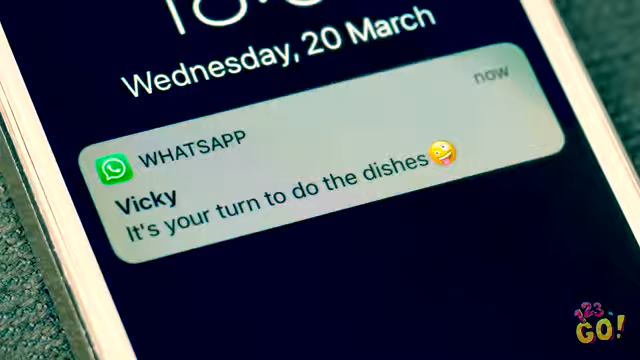 Wednesday, 20 March
WHATSAPP
now
Vicky
It's your turn to do the dishes🤪
123
GO!